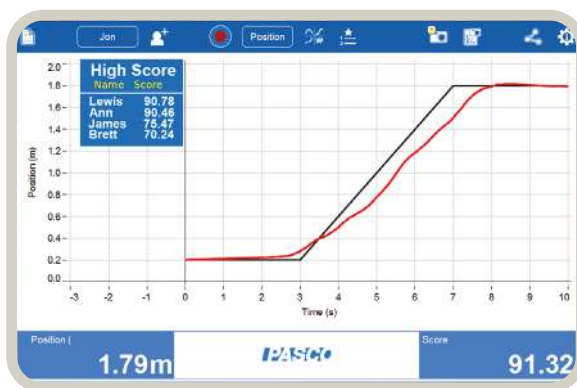 Jon
Position
High Score
Name Score
Lewis 90.78
Ann 90.46
James 75.47
Brett 70.24
2.0
1.8
1.6
1.4
1.2
1.0
0.8
0.6
0.4
0.2
0.0
Position (m)
-3 -2 -1 0 1 2 3 4 5 6 7 8 9 10
Time (s)
Position (
1.79m
PASCO
Score
91.32